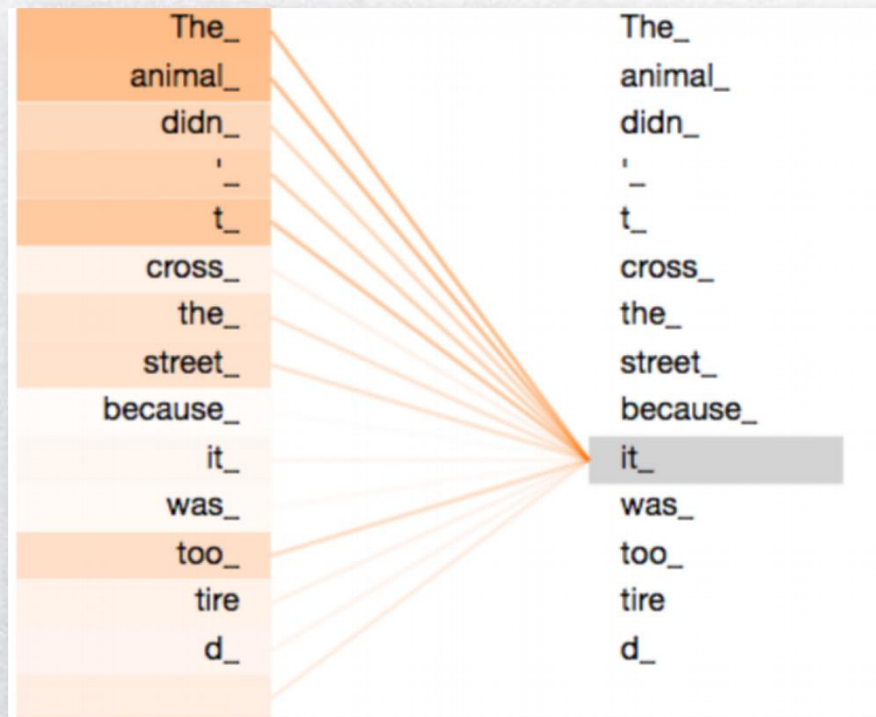 The_ The_
animal_ animal_
didn_ didn_
'_ '_
t_ t_
cross_ cross_
the_ the_
street_ street_
because_ because_
it_ it_
was_ was_
too_ too_
tire tire
d_ d_